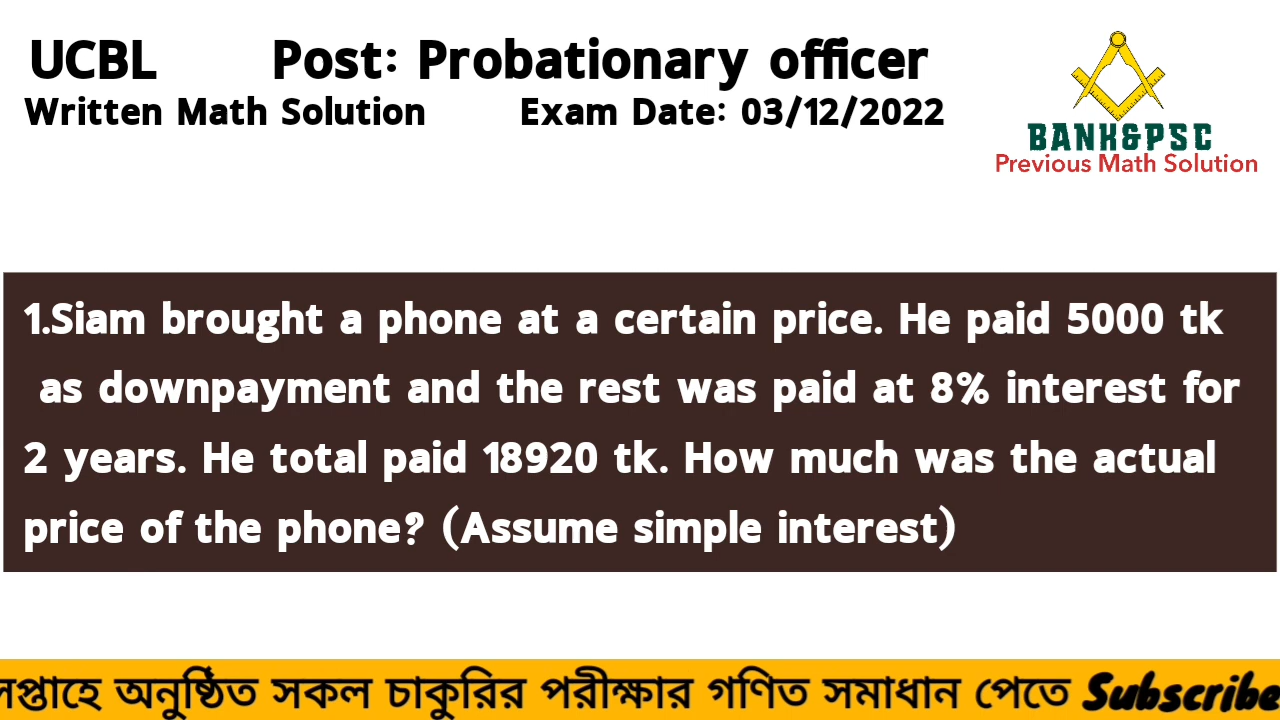 UCBL Post: Probationary officer
Written Math Solution Exam Date: 03/12/2022
BANK&PSC
Previous Math Solution
1.Siam brought a phone at a certain price. He paid 5000 tk
as downpayment and the rest was paid at 8% interest for
2 years. He total paid 18920 tk. How much was the actual
price of the phone? (Assume simple interest)
সপ্তাহে অনুষ্ঠিত সকল চাকুরির পরীক্ষার গণিত সমাধান পেতে Subscribe